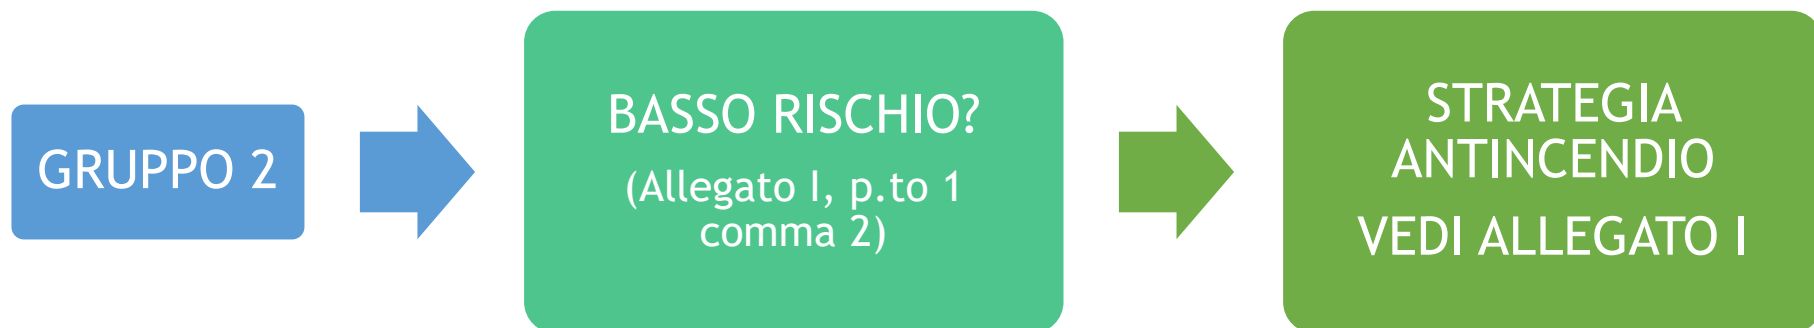 GRUPPO 2
BASSO RISCHIO?
(Allegato I, p.to 1
comma 2)
STRATEGIA
ANTINCENDIO
VEDI ALLEGATO I